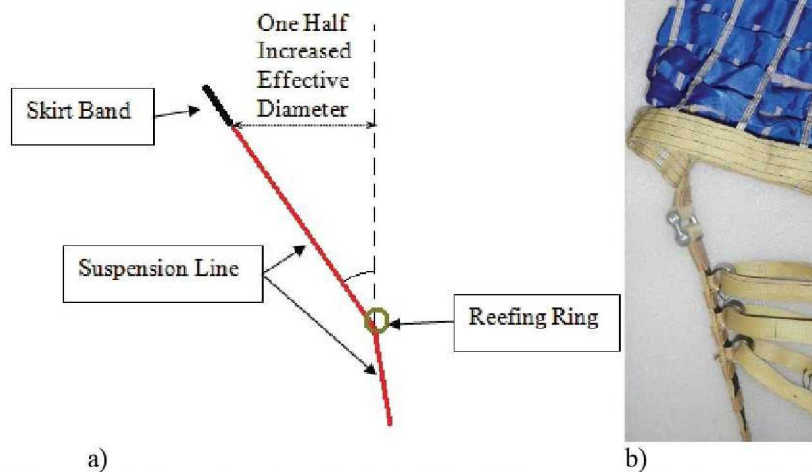 One Half
Increased
Effective
Diameter
Skirt Band
Suspension Line
Reefing Ring
a)
b)